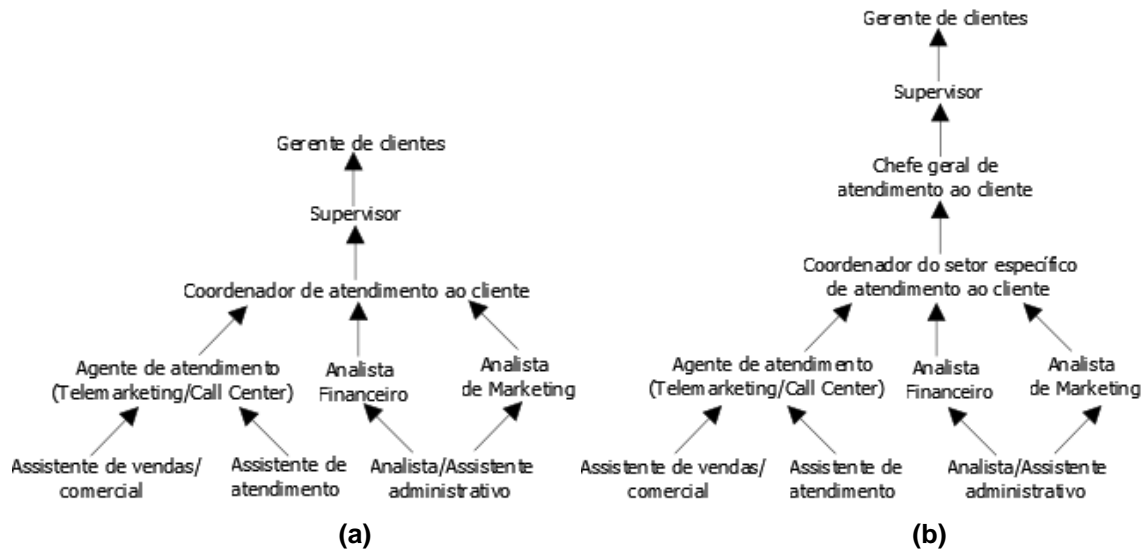 Gerente de clientes
Supervisor
Coordenador de atendimento ao cliente
Agente de atendimento
(Telemarketing/Call Center)
Analista
Financeiro
Analista
de Marketing
Assistente de vendas/
comercial
Assistente de
atendimento
Analista/Assistente
administrativo
(a)
Gerente de clientes
Supervisor
Chefe geral de
atendimento ao cliente
Coordenador do setor específico
de atendimento ao cliente
Agente de atendimento
(Telemarketing/Call Center)
Analista
Financeiro
Analista
de Marketing
Assistente de vendas/
comercial
Assistente de
atendimento
Analista/Assistente
administrativo
(b)